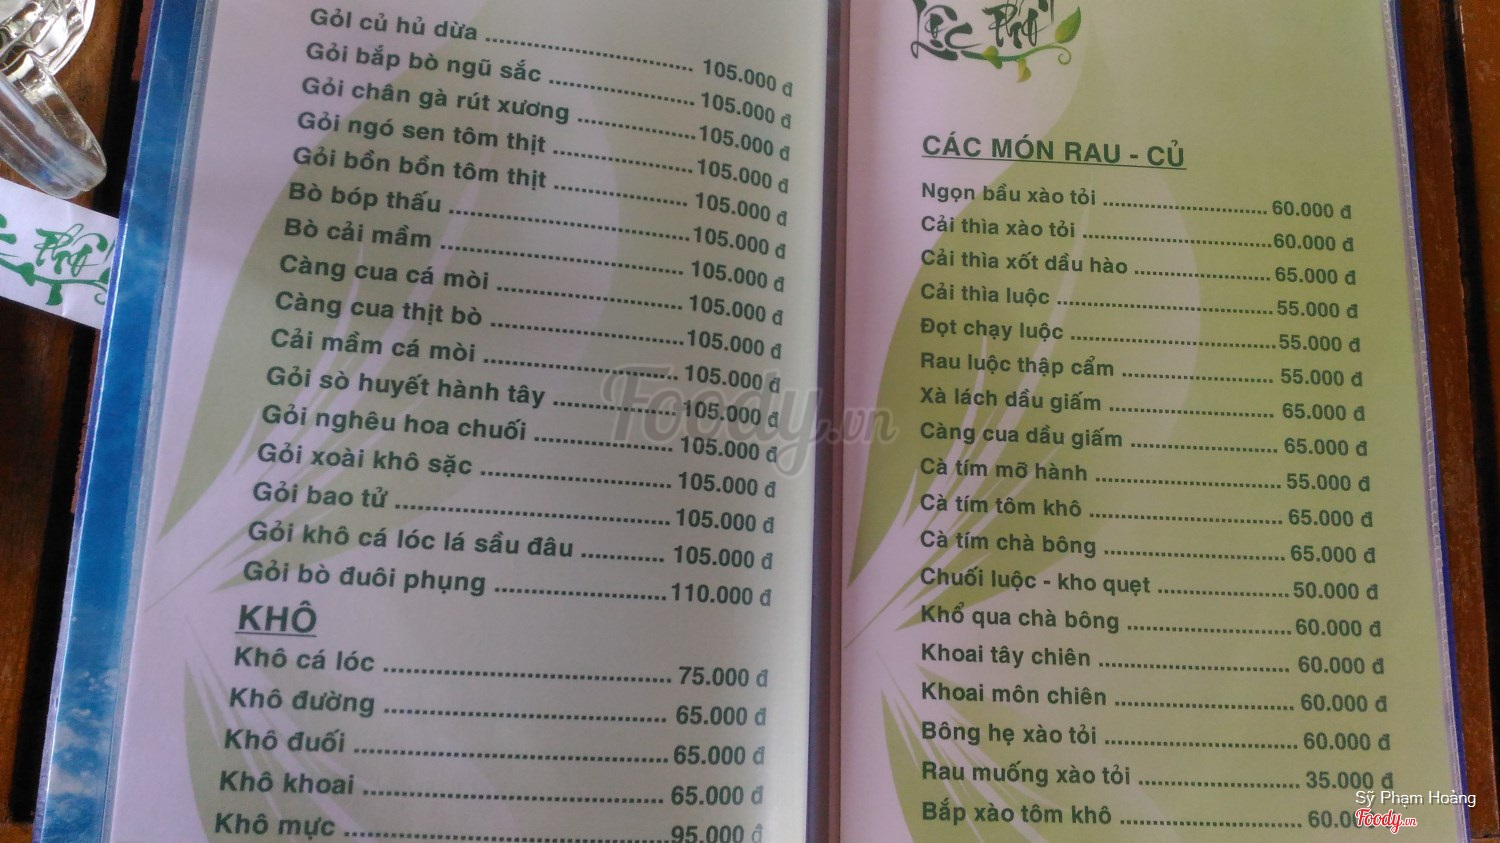 Gỏi củ hủ dừa ........ 105.000 đ
Gỏi bắp bò ngũ sắc ........ 105.000 đ
Gỏi chân gà rút xương ........ 105.000 đ
Gỏi ngó sen tôm thịt ........ 105.000 đ
Gỏi bồn bồn tôm thịt ........ 105.000 đ
Bò bóp thấu ........ 105.000 đ
Bò cải mầm ........ 105.000 đ
Càng cua cá mòi ........ 105.000 đ
Càng cua thịt bò ........ 105.000 đ
Cải mầm cá mòi ........ 105.000 đ
Gỏi sò huyết hành tây ........ 105.000 đ
Gỏi nghêu hoa chuối ........ 105.000 đ
Gỏi xoài khô sặc ........ 105.000 đ
Gỏi bao tử ........ 105.000 đ
Gỏi khô cá lóc lá sầu đâu ........ 105.000 đ
Gỏi bò đuôi phụng ........ 110.000 đ
KHÔ
Khô cá lóc ........ 75.000 đ
Khô đường ........ 65.000 đ
Khô đuối ........ 65.000 đ
Khô khoai ........ 65.000 đ
Khô mực ........ 95.000 đ
Lộc Phố
CÁC MÓN RAU - CỦ
Ngọn bầu xào tỏi ........ 60.000 đ
Cải thìa xào tỏi ........ 60.000 đ
Cải thìa xốt dầu hào ........ 65.000 đ
Cải thìa luộc ........ 55.000 đ
Đọt chạy luộc ........ 55.000 đ
Rau luộc thập cẩm ........ 55.000 đ
Xà lách dầu giấm ........ 65.000 đ
Càng cua dầu giấm ........ 65.000 đ
Cà tím mỡ hành ........ 55.000 đ
Cà tím tôm khô ........ 65.000 đ
Cà tím chà bông ........ 65.000 đ
Chuối luộc - kho quẹt ........ 50.000 đ
Khổ qua chà bông ........ 60.000 đ
Khoai tây chiên ........ 60.000 đ
Khoai môn chiên ........ 60.000 đ
Bông hẹ xào tỏi ........ 60.000 đ
Rau muống xào tỏi ........ 35.000 đ
Bắp xào tôm khô ........ 60.000
Foody.vn
Sỹ Phạm Hoảng
Foody.vn